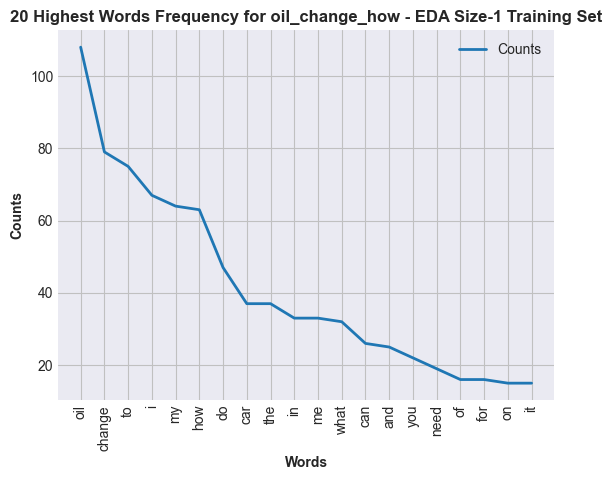 20 Highest Words Frequency for oil_change_how - EDA Size-1 Training Set
Counts
100
80
60
40
20
Counts
oil
change
to
i
my
how
do
car
the
in
me
what
can
and
you
need
of
for
on
it
Words